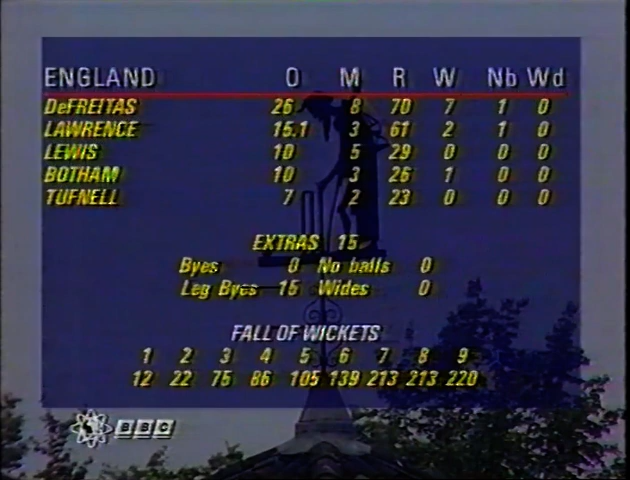 ENGLAND O M R W Nb Wd
DeFREITAS 26 8 70 7 1 0
LAWRENCE 15.1 3 61 2 1 0
LEWIS 10 5 29 0 0 0
BOTHAM 10 3 26 1 0 0
TUFNELL 7 2 23 0 0 0
EXTRAS 15
Byes 0 No balls 0
Leg Byes 15 Wides 0
FALL OF WICKETS
1 2 3 4 5 6 7 8 9
12 22 75 86 105 139 213 213 220
BBC